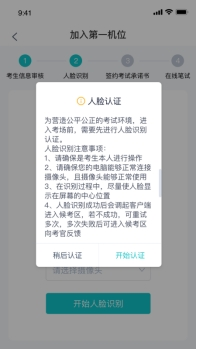 9:41
加入第一机位
1 2 3 4
考生信息审核 人脸识别 签约考试承诺书 在线笔试
人脸认证
为营造公平公正的考试环境，进
入考场前，需要先进行人脸识别
认证。
人脸识别注意事项：
1、请确保是考生本人进行操作
2、请确保您的电脑能够正常连接
摄像头，且摄像头能够正常使用
3、在识别过程中，尽量使人脸显
示在屏幕的中心位置
4、人脸识别成功后会调起客户端
进入候考区，若不成功，可重试
多次，多次失败后可进入候考区
向考官反馈
稍后认证 开始认证
请选择摄像头
开始人脸识别